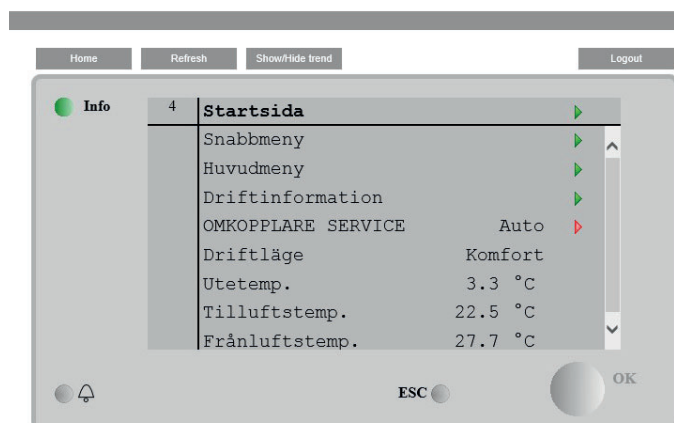 Home Refresh Show/Hide trend Logout
Info 4 Startsida
Snabbmeny
Huvudmeny
Driftinformation
OMKOPPLARE SERVICE Auto
Driftläge Komfort
Utetemp. 3.3 °C
Tilluftstemp. 22.5 °C
Frånluftstemp. 27.7 °C
ESC OK